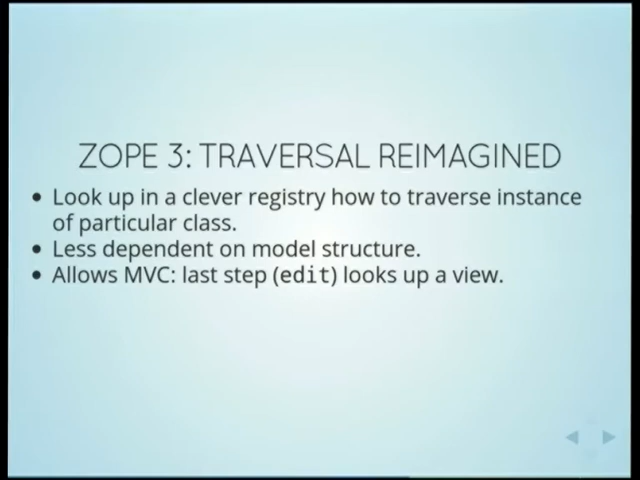 ZOPE 3: TRAVERSAL REIMAGINED
Look up in a clever registry how to traverse instance
of particular class.
Less dependent on model structure.
Allows MVC: last step (edit) looks up a view.